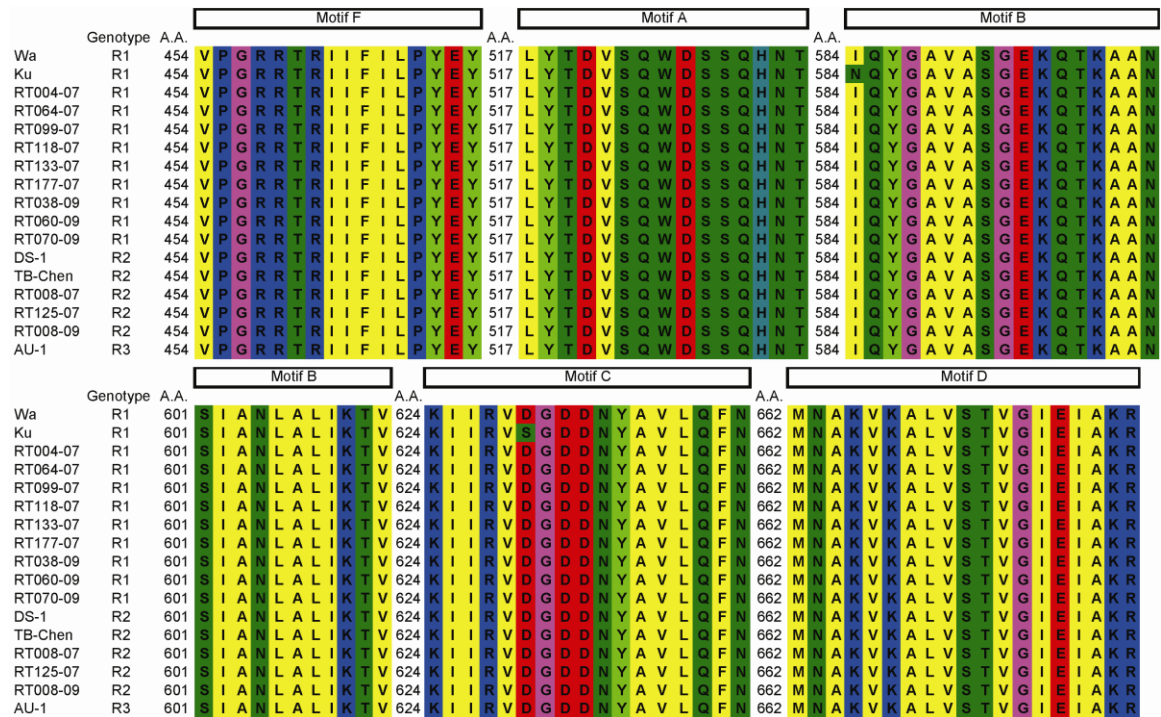 Motif F Motif A Motif B
Genotype A.A. A.A. A.A.
Wa R1 454 V P G R R T R I I F I L P Y E Y 517 L Y T D V S Q W D S S Q H N T 584 I Q Y G A V A S G E K Q T K A A N
Ku R1 454 V P G R R T R I I F I L P Y E Y 517 L Y T D V S Q W D S S Q H N T 584 N Q Y G A V A S G E K Q T K A A N
RT004-07 R1 454 V P G R R T R I I F I L P Y E Y 517 L Y T D V S Q W D S S Q H N T 584 I Q Y G A V A S G E K Q T K A A N
RT064-07 R1 454 V P G R R T R I I F I L P Y E Y 517 L Y T D V S Q W D S S Q H N T 584 I Q Y G A V A S G E K Q T K A A N
RT099-07 R1 454 V P G R R T R I I F I L P Y E Y 517 L Y T D V S Q W D S S Q H N T 584 I Q Y G A V A S G E K Q T K A A N
RT118-07 R1 454 V P G R R T R I I F I L P Y E Y 517 L Y T D V S Q W D S S Q H N T 584 I Q Y G A V A S G E K Q T K A A N
RT133-07 R1 454 V P G R R T R I I F I L P Y E Y 517 L Y T D V S Q W D S S Q H N T 584 I Q Y G A V A S G E K Q T K A A N
RT177-07 R1 454 V P G R R T R I I F I L P Y E Y 517 L Y T D V S Q W D S S Q H N T 584 I Q Y G A V A S G E K Q T K A A N
RT038-09 R1 454 V P G R R T R I I F I L P Y E Y 517 L Y T D V S Q W D S S Q H N T 584 I Q Y G A V A S G E K Q T K A A N
RT060-09 R1 454 V P G R R T R I I F I L P Y E Y 517 L Y T D V S Q W D S S Q H N T 584 I Q Y G A V A S G E K Q T K A A N
RT070-09 R1 454 V P G R R T R I I F I L P Y E Y 517 L Y T D V S Q W D S S Q H N T 584 I Q Y G A V A S G E K Q T K A A N
DS-1 R2 454 V P G R R T R I I F I L P Y E Y 517 L Y T D V S Q W D S S Q H N T 584 I Q Y G A V A S G E K Q T K A A N
TB-Chen R2 454 V P G R R T R I I F I L P Y E Y 517 L Y T D V S Q W D S S Q H N T 584 I Q Y G A V A S G E K Q T K A A N
RT008-07 R2 454 V P G R R T R I I F I L P Y E Y 517 L Y T D V S Q W D S S Q H N T 584 I Q Y G A V A S G E K Q T K A A N
RT125-07 R2 454 V P G R R T R I I F I L P Y E Y 517 L Y T D V S Q W D S S Q H N T 584 I Q Y G A V A S G E K Q T K A A N
RT008-09 R2 454 V P G R R T R I I F I L P Y E Y 517 L Y T D V S Q W D S S Q H N T 584 I Q Y G A V A S G E K Q T K A A N
AU-1 R3 454 V P G R R T R I I F I L P Y E Y 517 L Y T D V S Q W D S S Q H N T 584 I Q Y G A V A S G E K Q T K A A N
Motif B Motif C Motif D
Genotype A.A. A.A. A.A.
Wa R1 601 S I A N L A L I K T V 624 K I I R V D G D D N Y A V L Q F N 662 M N A K V K A L V S T V G I E I A K R
Ku R1 601 S I A N L A L I K T V 624 K I I R V S G D D N Y A V L Q F N 662 M N A K V K A L V S T V G I E I A K R
RT004-07 R1 601 S I A N L A L I K T V 624 K I I R V D G D D N Y A V L Q F N 662 M N A K V K A L V S T V G I E I A K R
RT064-07 R1 601 S I A N L A L I K T V 624 K I I R V D G D D N Y A V L Q F N 662 M N A K V K A L V S T V G I E I A K R
RT099-07 R1 601 S I A N L A L I K T V 624 K I I R V D G D D N Y A V L Q F N 662 M N A K V K A L V S T V G I E I A K R
RT118-07 R1 601 S I A N L A L I K T V 624 K I I R V D G D D N Y A V L Q F N 662 M N A K V K A L V S T V G I E I A K R
RT133-07 R1 601 S I A N L A L I K T V 624 K I I R V D G D D N Y A V L Q F N 662 M N A K V K A L V S T V G I E I A K R
RT177-07 R1 601 S I A N L A L I K T V 624 K I I R V D G D D N Y A V L Q F N 662 M N A K V K A L V S T V G I E I A K R
RT038-09 R1 601 S I A N L A L I K T V 624 K I I R V D G D D N Y A V L Q F N 662 M N A K V K A L V S T V G I E I A K R
RT060-09 R1 601 S I A N L A L I K T V 624 K I I R V D G D D N Y A V L Q F N 662 M N A K V K A L V S T V G I E I A K R
RT070-09 R1 601 S I A N L A L I K T V 624 K I I R V D G D D N Y A V L Q F N 662 M N A K V K A L V S T V G I E I A K R
DS-1 R2 601 S I A N L A L I K T V 624 K I I R V D G D D N Y A V L Q F N 662 M N A K V K A L V S T V G I E I A K R
TB-Chen R2 601 S I A N L A L I K T V 624 K I I R V D G D D N Y A V L Q F N 662 M N A K V K A L V S T V G I E I A K R
RT008-07 R2 601 S I A N L A L I K T V 624 K I I R V D G D D N Y A V L Q F N 662 M N A K V K A L V S T V G I E I A K R
RT125-07 R2 601 S I A N L A L I K T V 624 K I I R V D G D D N Y A V L Q F N 662 M N A K V K A L V S T V G I E I A K R
RT008-09 R2 601 S I A N L A L I K T V 624 K I I R V D G D D N Y A V L Q F N 662 M N A K V K A L V S T V G I E I A K R
AU-1 R3 601 S I A N L A L I K T V 624 K I I R V D G D D N Y A V L Q F N 662 M N A K V K A L V S T V G I E I A K R